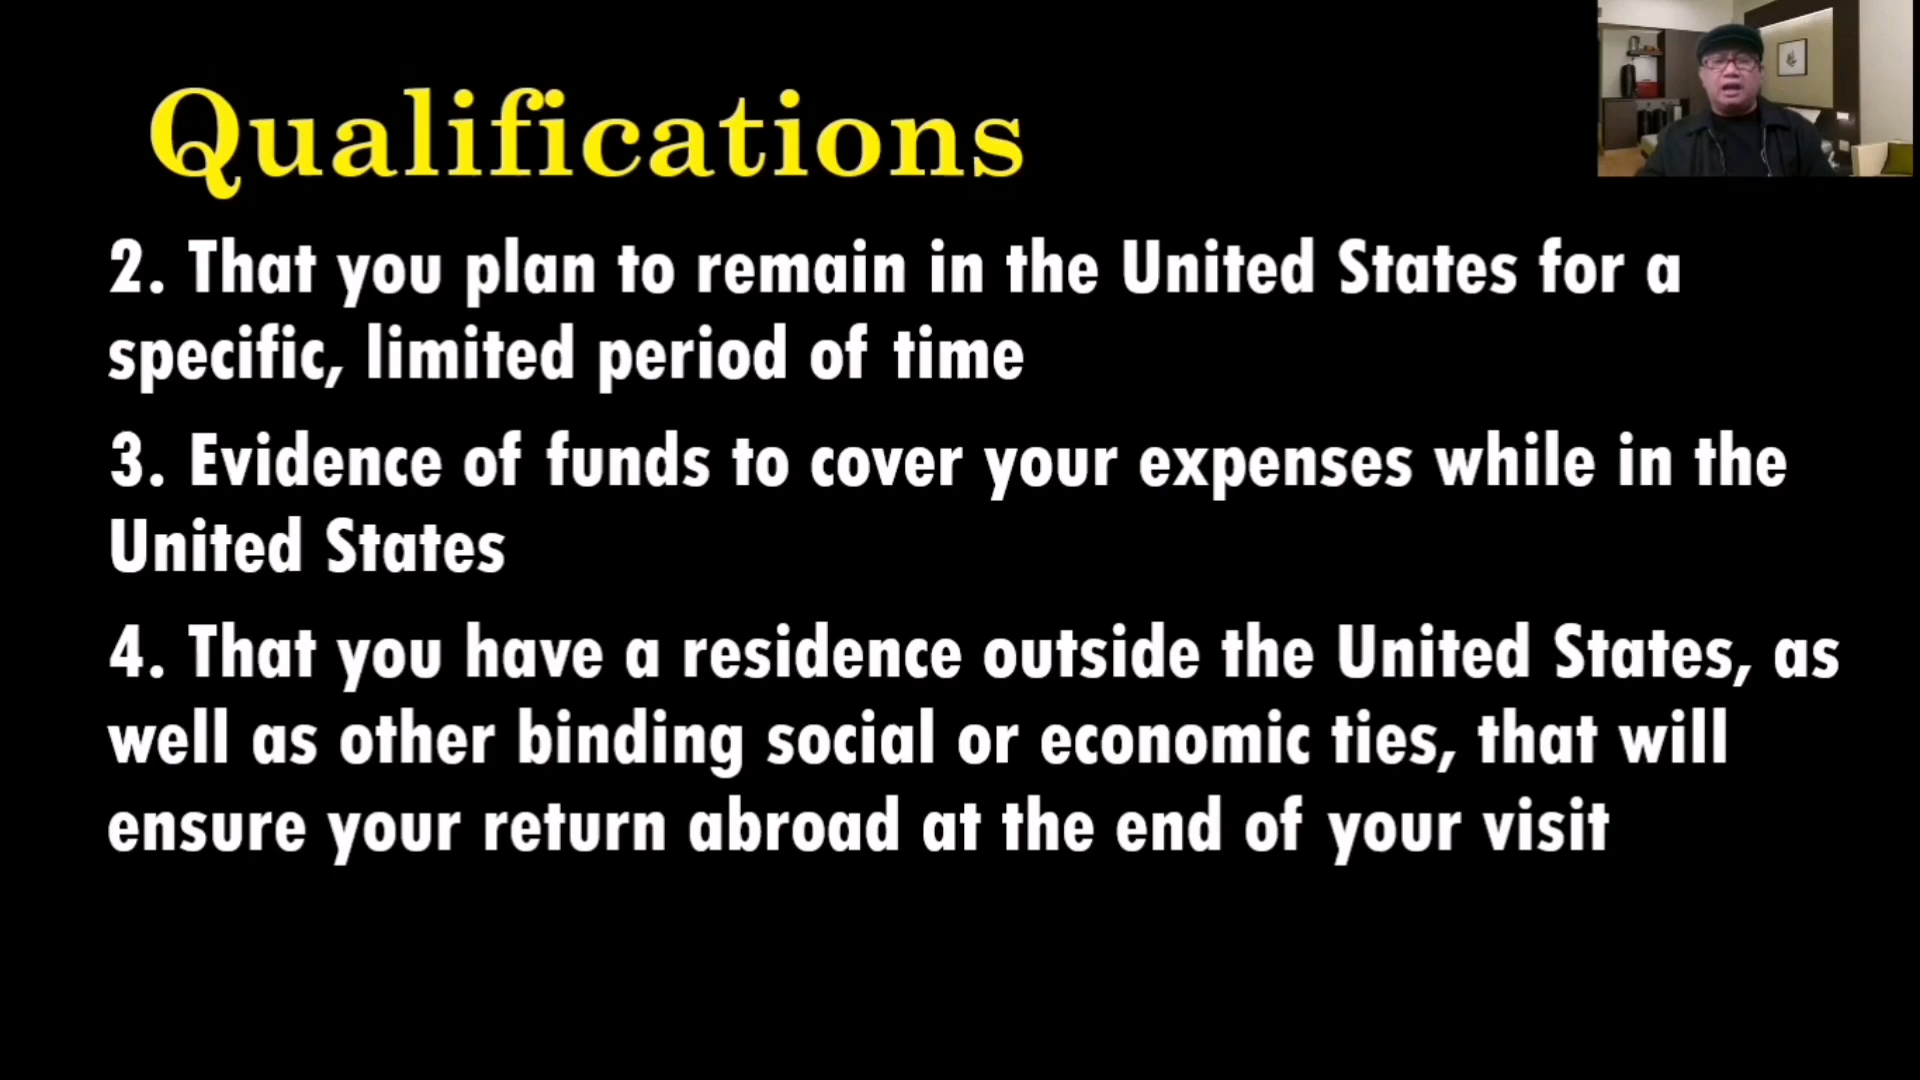 Qualifications
2. That you plan to remain in the United States for a
specific, limited period of time
3. Evidence of funds to cover your expenses while in the
United States
4. That you have a residence outside the United States, as
well as other binding social or economic ties, that will
ensure your return abroad at the end of your visit